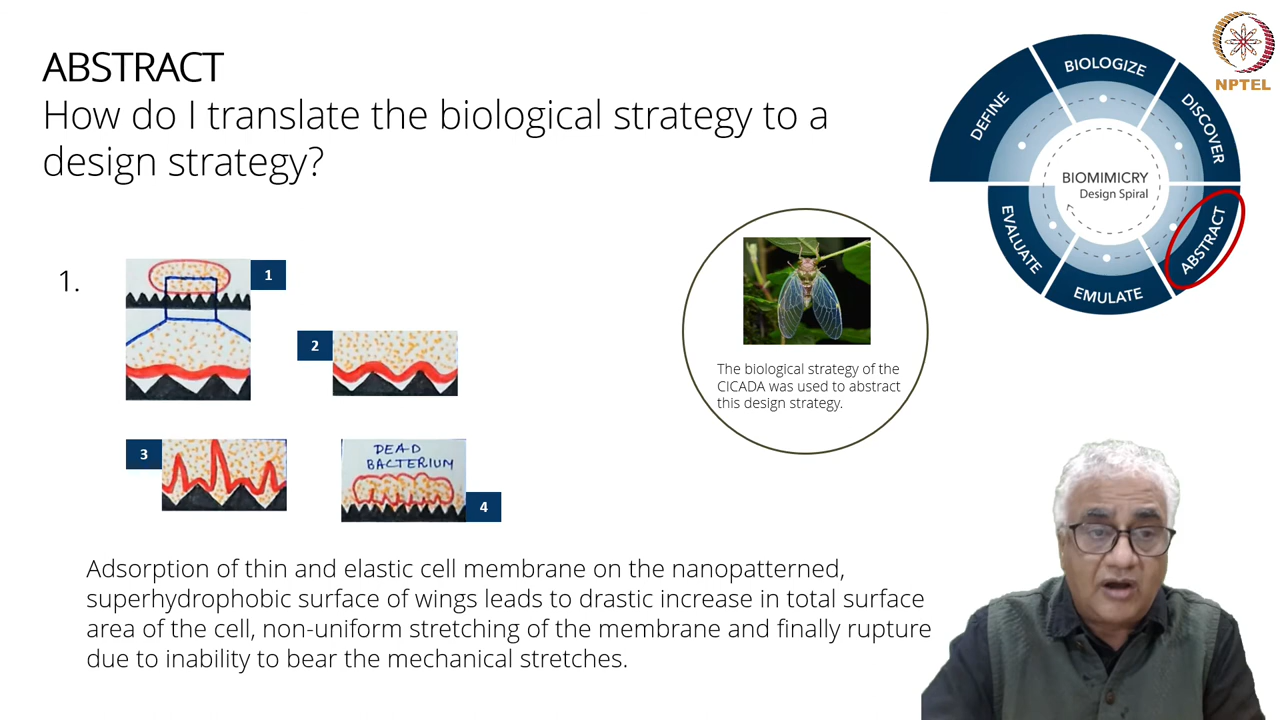 ABSTRACT
How do I translate the biological strategy to a
design strategy?
NPTEL
DEFINE
BIOLOGIZE
DISCOVER
ABSTRACT
EMULATE
EVALUATE
BIOMIMICRY
Design Spiral
1.
1
2
3
DEAD
BACTERIUM
4
The biological strategy of the
CICADA was used to abstract
this design strategy.
Adsorption of thin and elastic cell membrane on the nanopatterned,
superhydrophobic surface of wings leads to drastic increase in total surface
area of the cell, non-uniform stretching of the membrane and finally rupture
due to inability to bear the mechanical stretches.